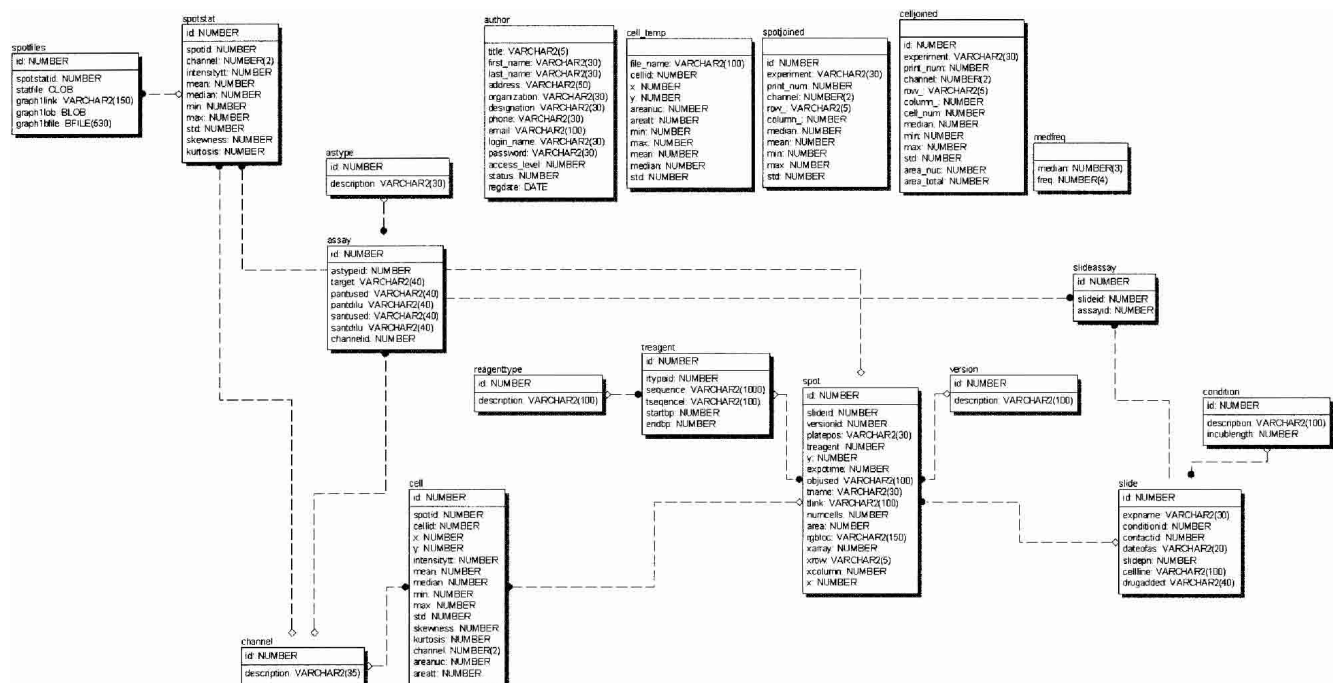 spotfiles
id: NUMBER
spotstatid: NUMBER
statfile: CLOB
graph1link: VARCHAR2(150)
graph1lob: BLOB
graph1bfile: BFILE(530)
spotstat
id: NUMBER
spotid: NUMBER
channel: NUMBER(2)
intensitytt: NUMBER
mean: NUMBER
median: NUMBER
min: NUMBER
max: NUMBER
std: NUMBER
skewness: NUMBER
kurtosis: NUMBER
author
title: VARCHAR2(5)
first_name: VARCHAR2(30)
last_name: VARCHAR2(30)
address: VARCHAR2(50)
organization: VARCHAR2(30)
designation: VARCHAR2(30)
phone: VARCHAR2(30)
email: VARCHAR2(100)
login_name: VARCHAR2(30)
password: VARCHAR2(30)
access_level: NUMBER
status: NUMBER
regdate: DATE
cell_temp
file_name: VARCHAR2(100)
cellid: NUMBER
x: NUMBER
y: NUMBER
areanuc: NUMBER
areatt: NUMBER
min: NUMBER
max: NUMBER
mean: NUMBER
median: NUMBER
std: NUMBER
spotjoined
id: NUMBER
experiment: VARCHAR2(30)
print_num: NUMBER
channel: NUMBER(2)
row_: VARCHAR2(5)
column_: NUMBER
median: NUMBER
mean: NUMBER
min: NUMBER
max: NUMBER
std: NUMBER
celljoined
id: NUMBER
experiment: VARCHAR2(30)
print_num: NUMBER
channel: NUMBER(2)
row_: VARCHAR2(5)
column_: NUMBER
cell_num: NUMBER
median: NUMBER
min: NUMBER
max: NUMBER
std: NUMBER
area_nuc: NUMBER
area_total: NUMBER
medfreq
median: NUMBER(3)
freq: NUMBER(4)
astype
id: NUMBER
description: VARCHAR2(30)
assay
id: NUMBER
astypeid: NUMBER
target: VARCHAR2(40)
pantused: VARCHAR2(40)
pantdilu: VARCHAR2(40)
santused: VARCHAR2(40)
santdilu: VARCHAR2(40)
channelid: NUMBER
slideassay
id: NUMBER
slideid: NUMBER
assayid: NUMBER
reagenttype
id: NUMBER
description: VARCHAR2(100)
treagent
id: NUMBER
rtypeid: NUMBER
sequence: VARCHAR2(1000)
tseqencel: VARCHAR2(100)
startbp: NUMBER
endbp: NUMBER
spot
id: NUMBER
slideid: NUMBER
versionid: NUMBER
platepos: VARCHAR2(30)
treagent: NUMBER
y: NUMBER
expotime: NUMBER
objused: VARCHAR2(100)
tname: VARCHAR2(30)
tlink: VARCHAR2(100)
numcells: NUMBER
area: NUMBER
rgbloc: VARCHAR2(150)
xarray: NUMBER
xrow: VARCHAR2(5)
xcolumn: NUMBER
x: NUMBER
version
id: NUMBER
description: VARCHAR2(100)
condition
id: NUMBER
description: VARCHAR2(100)
incublength: NUMBER
slide
id: NUMBER
expname: VARCHAR2(30)
conditionid: NUMBER
contactid: NUMBER
dateofas: VARCHAR2(20)
slidepn: NUMBER
cellline: VARCHAR2(100)
drugadded: VARCHAR2(40)
cell
id: NUMBER
spotid: NUMBER
cellid: NUMBER
x: NUMBER
y: NUMBER
intensitytt: NUMBER
mean: NUMBER
median: NUMBER
min: NUMBER
max: NUMBER
std: NUMBER
skewness: NUMBER
kurtosis: NUMBER
channel: NUMBER(2)
areanuc: NUMBER
areatt: NUMBER
channel
id: NUMBER
description: VARCHAR2(35)